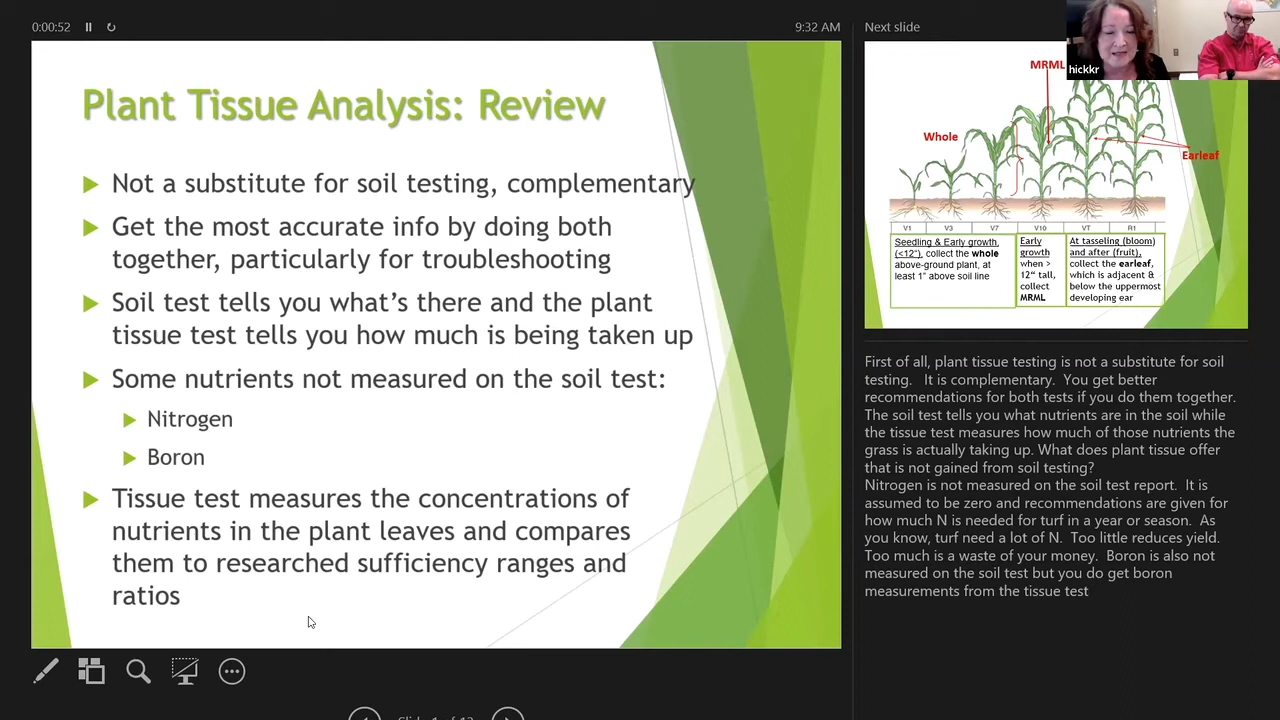 0:00:52
9:32 AM
Next slide
hickkr
Plant Tissue Analysis: Review
Not a substitute for soil testing, complementary
Get the most accurate info by doing both
together, particularly for troubleshooting
Soil test tells you what’s there and the plant
tissue test tells you how much is being taken up
Some nutrients not measured on the soil test:
Nitrogen
Boron
Tissue test measures the concentrations of
nutrients in the plant leaves and compares
them to researched sufficiency ranges and
ratios
MRML
Whole
Earleaf
V1 V3 V7 V10 VT R1
Seedling & Early growth,
(<12"), collect the whole
above-ground plant, at
least 1" above soil line
Early
growth
when >
12" tall,
collect
MRML
At tasseling (bloom)
and after (fruit),
collect the earleaf,
which is adjacent &
below the uppermost
developing ear
First of all, plant tissue testing is not a substitute for soil
testing. It is complementary. You get better
recommendations for both tests if you do them together.
The soil test tells you what nutrients are in the soil while
the tissue test measures how much of those nutrients the
grass is actually taking up. What does plant tissue offer
that is not gained from soil testing?
Nitrogen is not measured on the soil test report. It is
assumed to be zero and recommendations are given for
how much N is needed for turf in a year or season. As
you know, turf need a lot of N. Too little reduces yield.
Too much is a waste of your money. Boron is also not
measured on the soil test but you do get boron
measurements from the tissue test
Slide 1 of 13